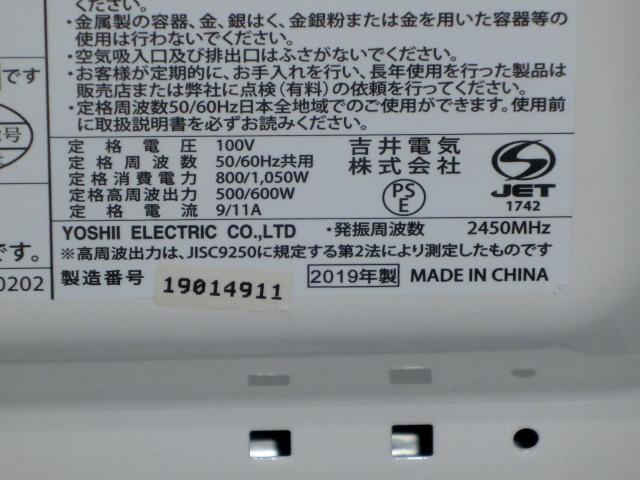 ください。
・金属製の容器、金、銀はく、金銀粉または金を用いた容器等の
使用は行わないでください。
・空気吸入口及び排出口はふさがないでください。
・お客様が定期的に、お手入れを行い、長年使用を行った製品は
販売店または弊社に点検(有料)の依頼を行ってください。
・定格周波数50/60Hz日本全地域でのご使用ができます。使用前
に取扱説明書を必ずお読みください。
です
号
定格電圧 100V
定格周波数 50/60Hz共用
定格消費電力 800/1,050W
定格高周波出力 500/600W
定格電流 9/11A
吉井電気
株式会社
PS
E
JET
1742
YOSHII ELECTRIC CO.,LTD
・発振周波数 2450MHz
※高周波出力は、JISC9250に規定する第2法により測定したものです
です。
0202
製造番号 19014911 2019年製 MADE IN CHINA